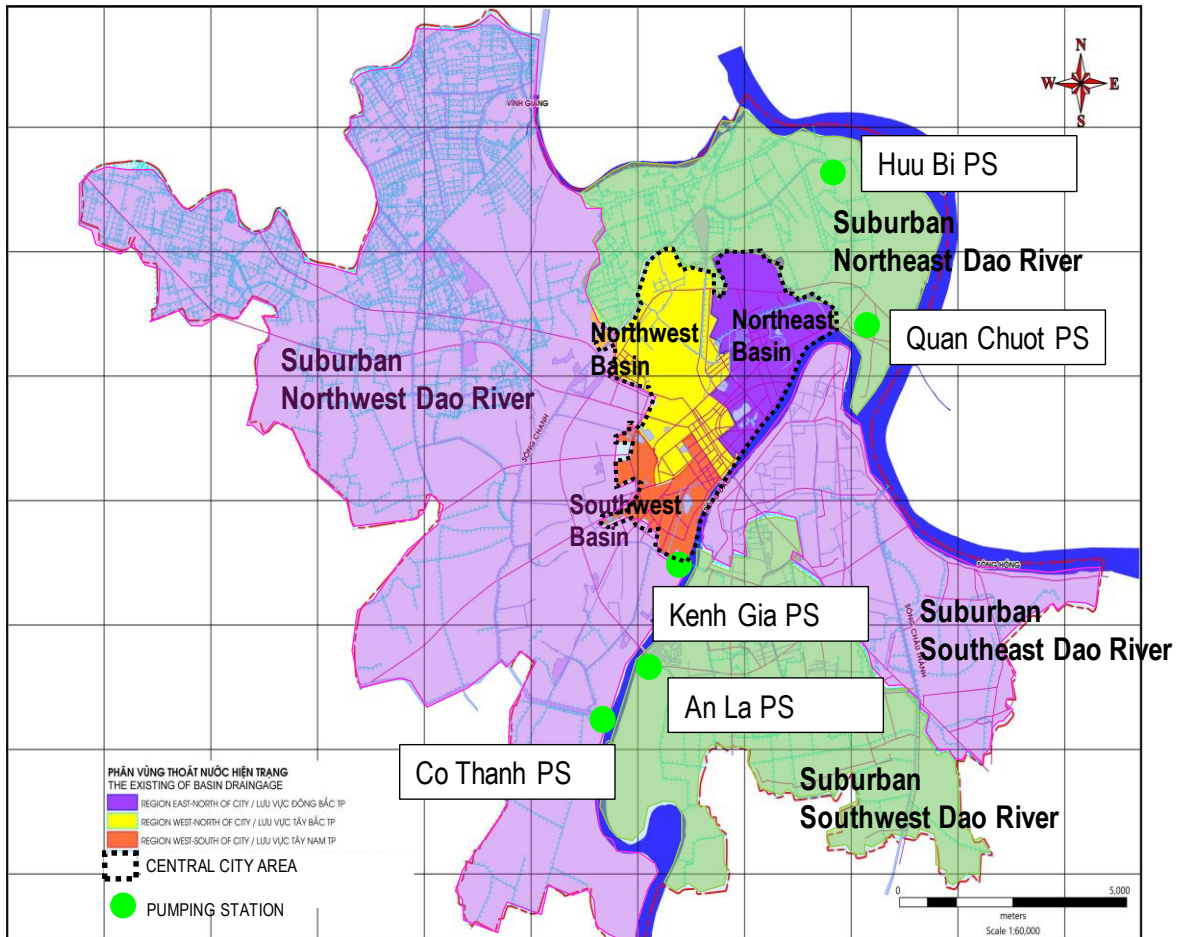 N
W E
S
VĨNH GIANG
Huu Bi PS
Suburban
Northeast Dao River
Northwest
Basin
Northeast
Basin
Quan Chuot PS
Suburban
Northwest Dao River
SÔNG CHANH
Southwest
Basin
SÔNG HỒNG
Kenh Gia PS
Suburban
Southeast Dao River
SÔNG CHÂU THÀNH
An La PS
Co Thanh PS
Suburban
Southwest Dao River
PHÂN VÙNG THOÁT NƯỚC HIỆN TRẠNG
THE EXISTING OF BASIN DRAINGAGE
REGION EAST-NORTH OF CITY / LƯU VỰC ĐÔNG BẮC TP
REGION WEST-NORTH OF CITY / LƯU VỰC TÂY BẮC TP
REGION WEST-SOUTH OF CITY / LƯU VỰC TÂY NAM TP
CENTRAL CITY AREA
PUMPING STATION
0 5,000
meters
Scale 1:60,000